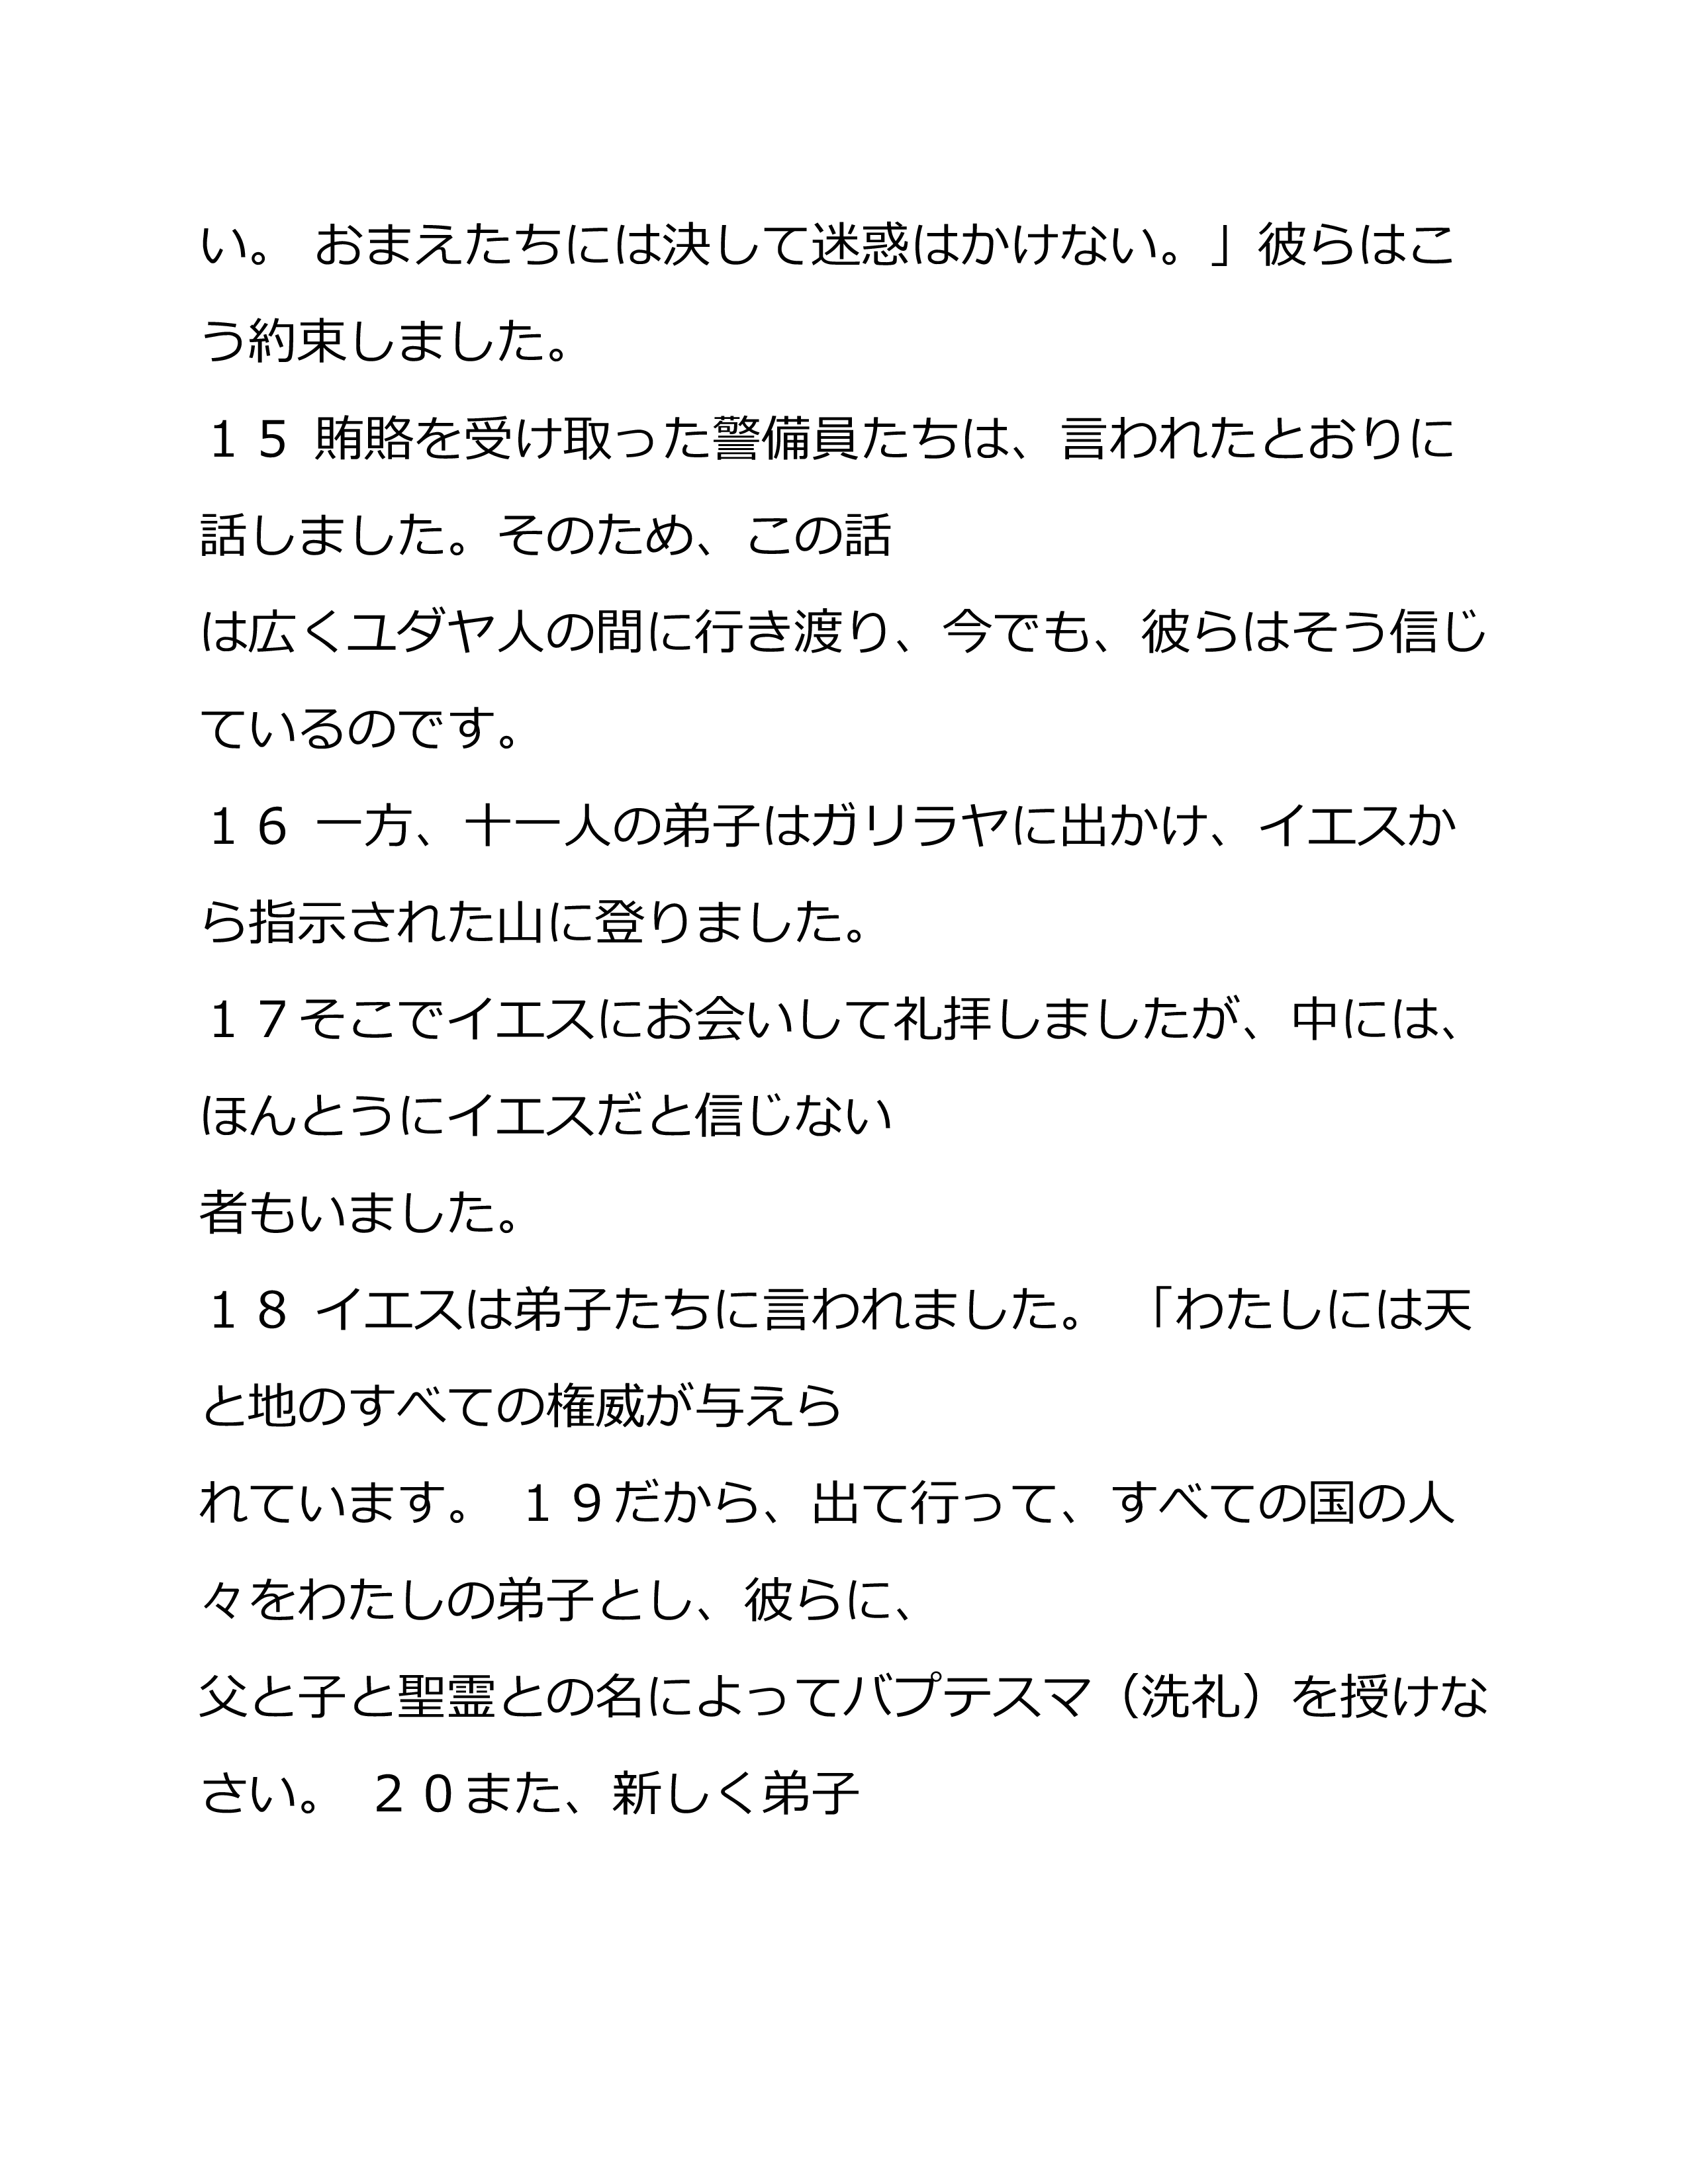 い。 おまえたちには決して迷惑はかけない。」彼らはこ
う約束しました。
１５ 賄賂を受け取った警備員たちは、言われたとおりに
話しました。そのため、この話
は広くユダヤ人の間に行き渡り、今でも、彼らはそう信じ
ているのです。
１６ 一方、十一人の弟子はガリラヤに出かけ、イエスか
ら指示された山に登りました。
１７そこでイエスにお会いして礼拝しましたが、中には、
ほんとうにイエスだと信じない
者もいました。
１８ イエスは弟子たちに言われました。 「わたしには天
と地のすべての権威が与えら
れています。 １９だから、出て行って、すべての国の人
々をわたしの弟子とし、彼らに、
父と子と聖霊との名によってバプテスマ（洗礼）を授けな
さい。 ２０また、新しく弟子